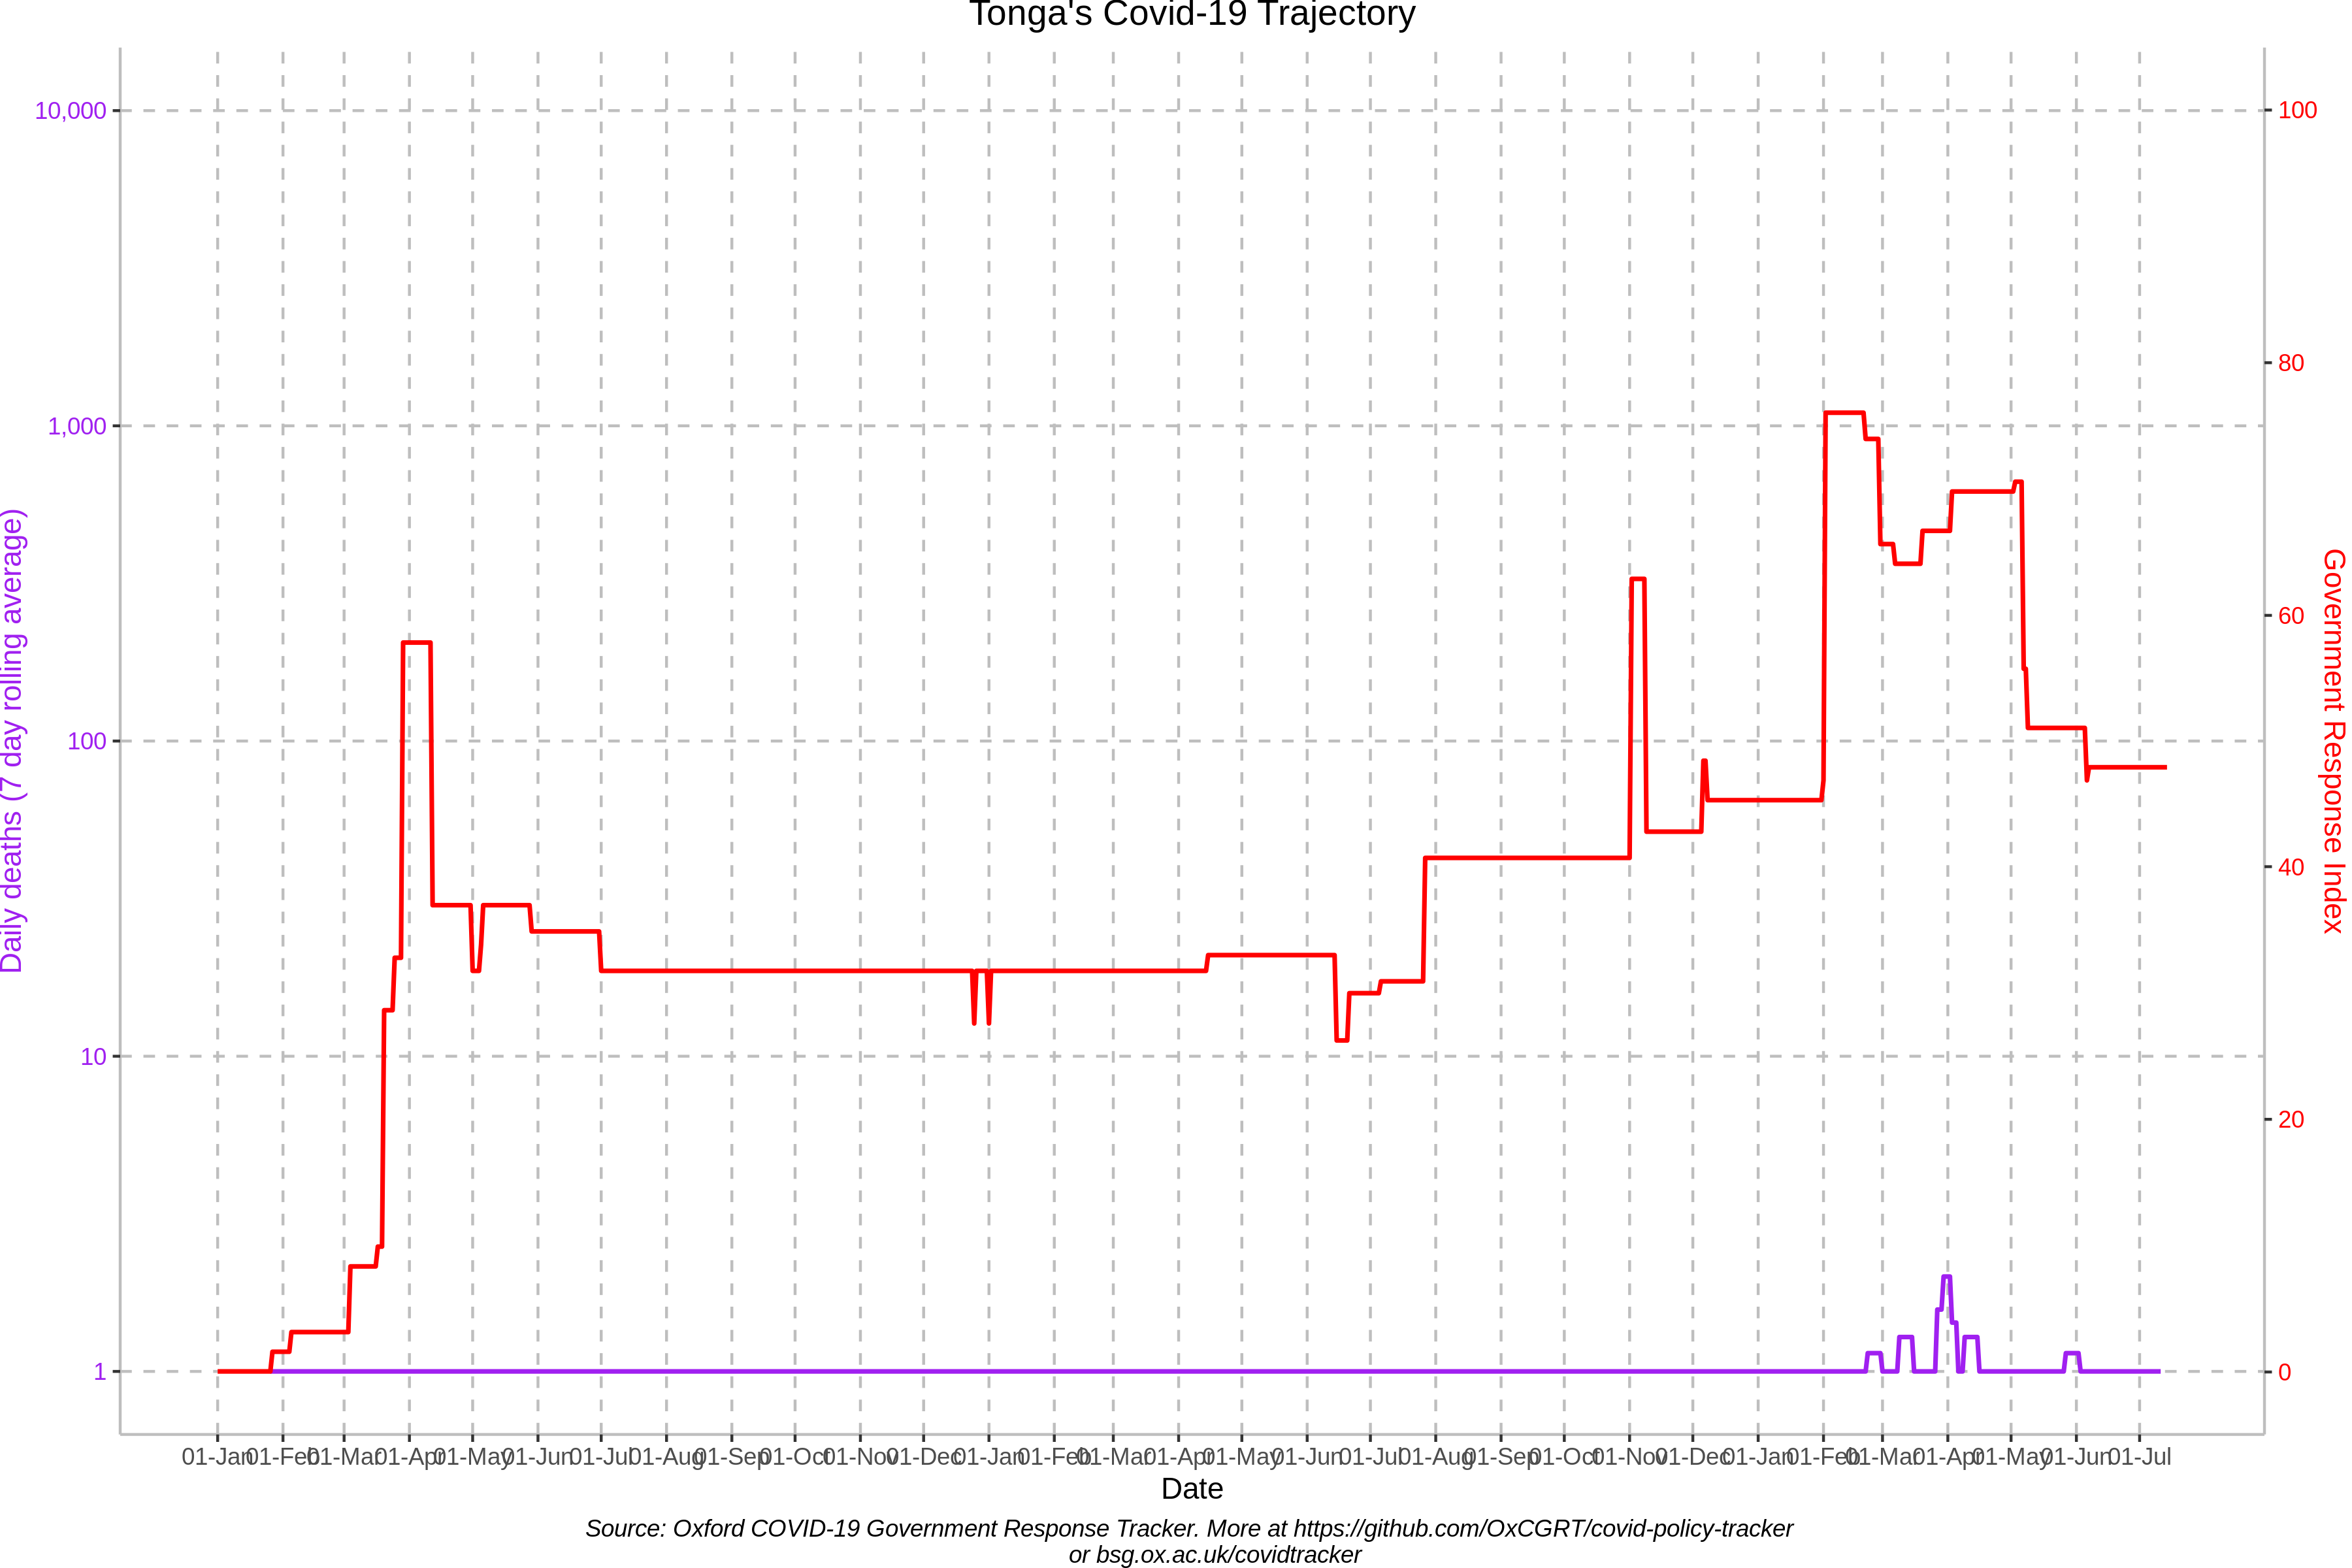 Tonga's Covid-19 Trajectory
10,000
1,000
100
10
1
Daily deaths (7 day rolling average)
100
80
60
40
20
0
Government Response Index
01-Jan 01-Feb 01-Mar 01-Apr 01-May 01-Jun 01-Jul 01-Aug 01-Sep 01-Oct 01-Nov 01-Dec 01-Jan 01-Feb 01-Mar 01-Apr 01-May 01-Jun 01-Jul 01-Aug 01-Sep 01-Oct 01-Nov 01-Dec 01-Jan 01-Feb 01-Mar 01-Apr 01-May 01-Jun 01-Jul
Date
Source: Oxford COVID-19 Government Response Tracker. More at https://github.com/OxCGRT/covid-policy-tracker
or bsg.ox.ac.uk/covidtracker